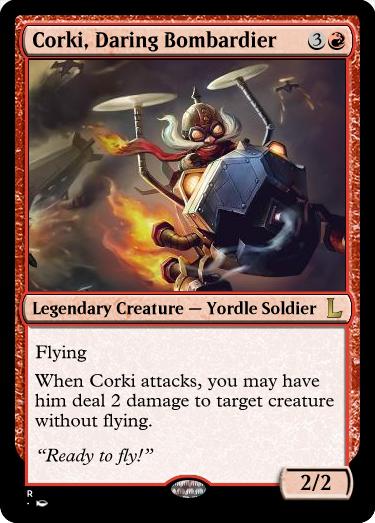 Corki, Daring Bombardier 3
Legendary Creature — Yordle Soldier L
Flying
When Corki attacks, you may have
him deal 2 damage to target creature
without flying.
“Ready to fly!”
2/2
R